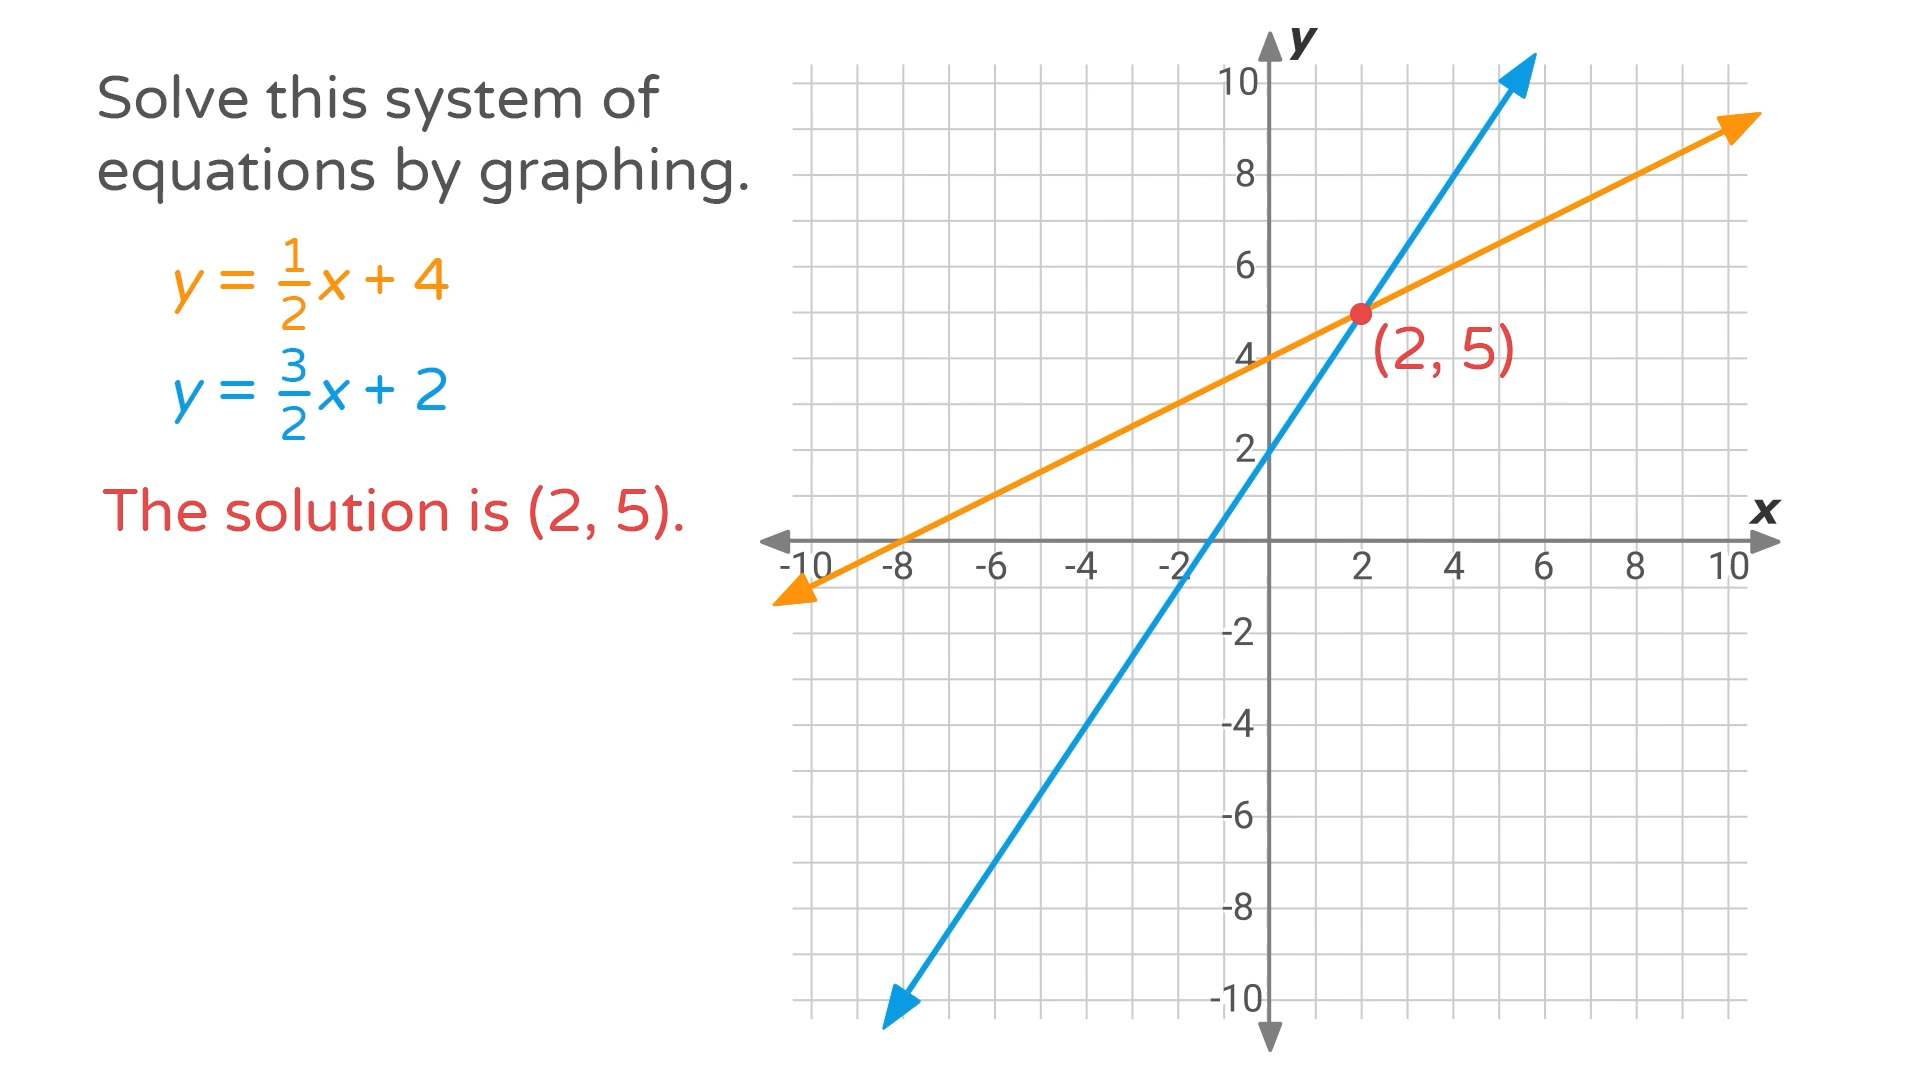 Solve this system of
equations by graphing.
y = 1/2 x + 4
y = 3/2 x + 2
The solution is (2, 5).
y
10
8
6
4
2
(2, 5)
x
-10 -8 -6 -4 -2 2 4 6 8 10
-2
-4
-6
-8
-10